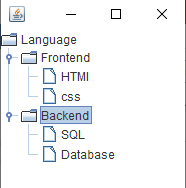 Language
Frontend
HTMl
css
Backend
SQL
Database